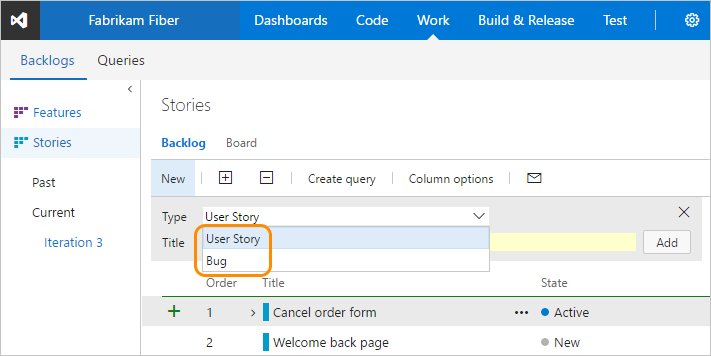 Fabrikam Fiber Dashboards Code Work Build & Release Test
Backlogs Queries
Features
Stories
Past
Current
Iteration 3
Stories
Backlog Board
New Create query Column options
Type User Story
Title User Story Add
Bug
Order Title State
1 Cancel order form ... Active
2 Welcome back page New